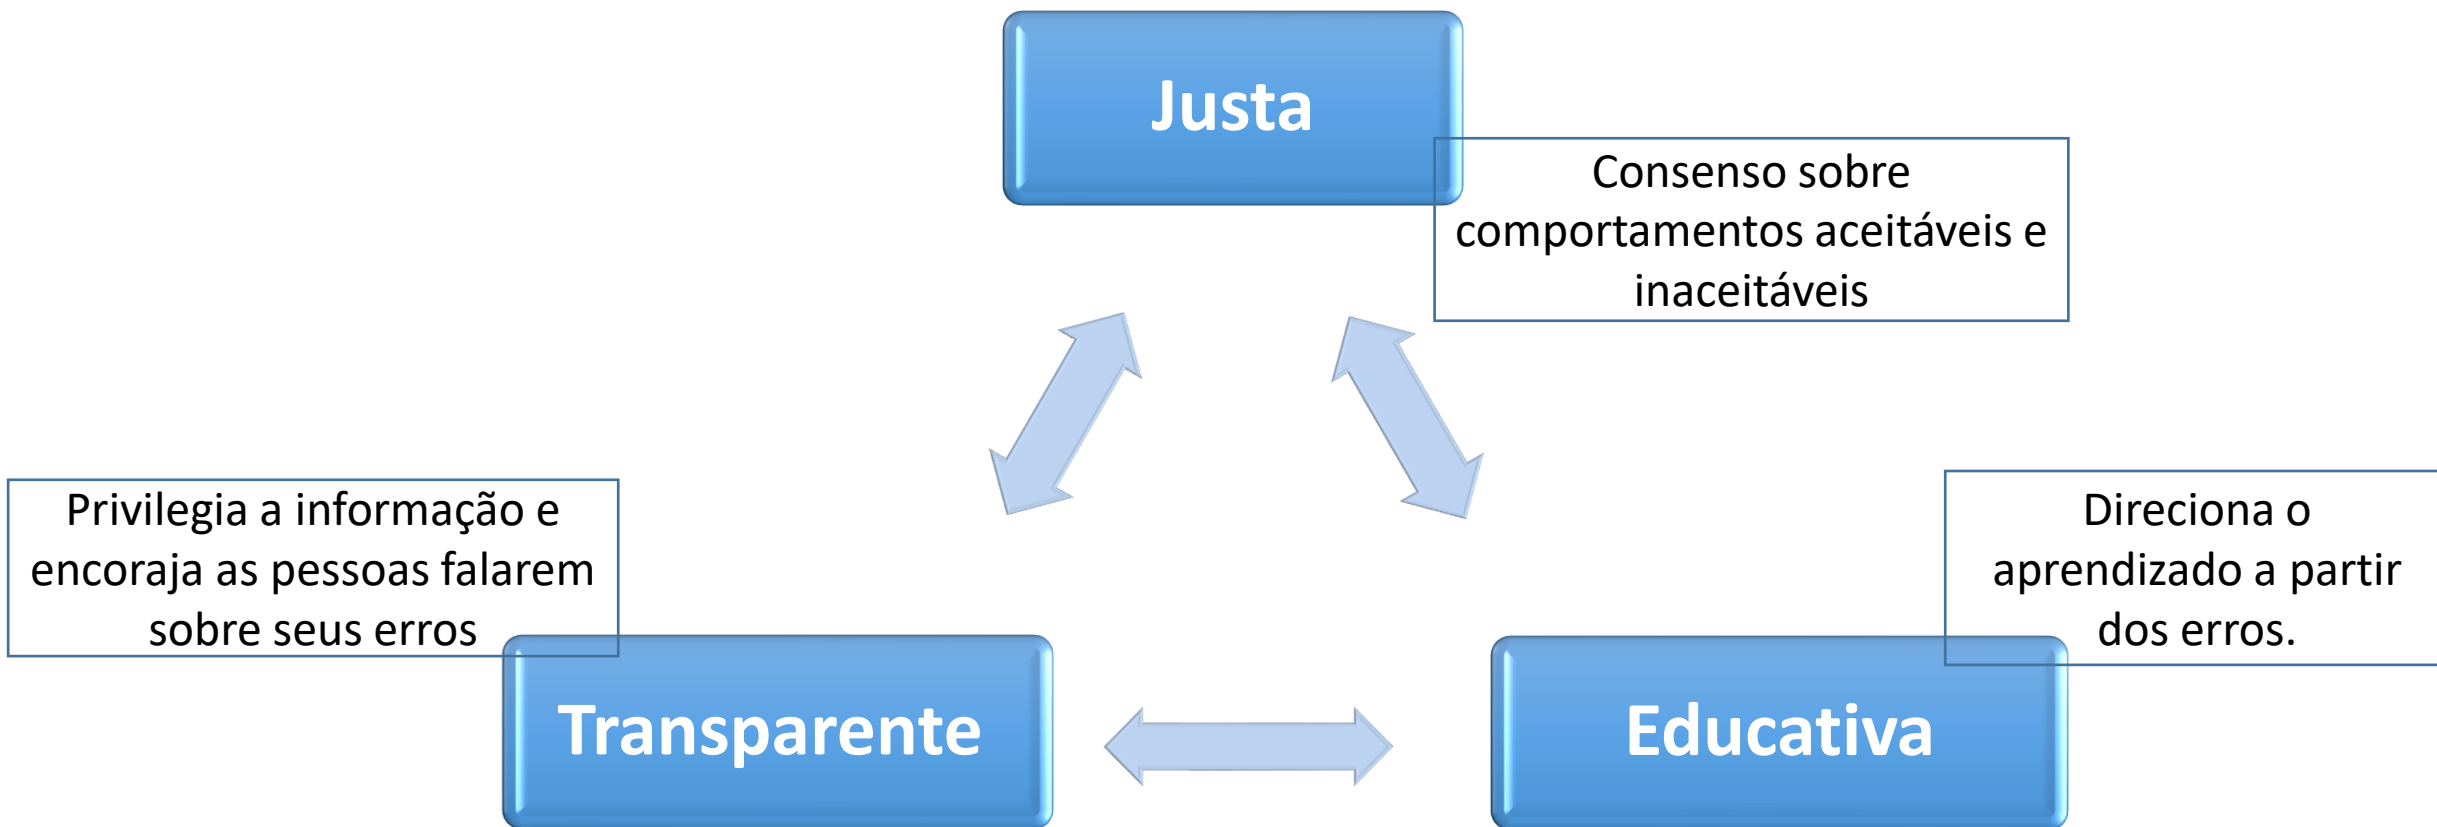 Justa
Consenso sobre
comportamentos aceitáveis e
inaceitáveis
Privilegia a informação e
encoraja as pessoas falarem
sobre seus erros
Transparente
Direciona o
aprendizado a partir
dos erros.
Educativa